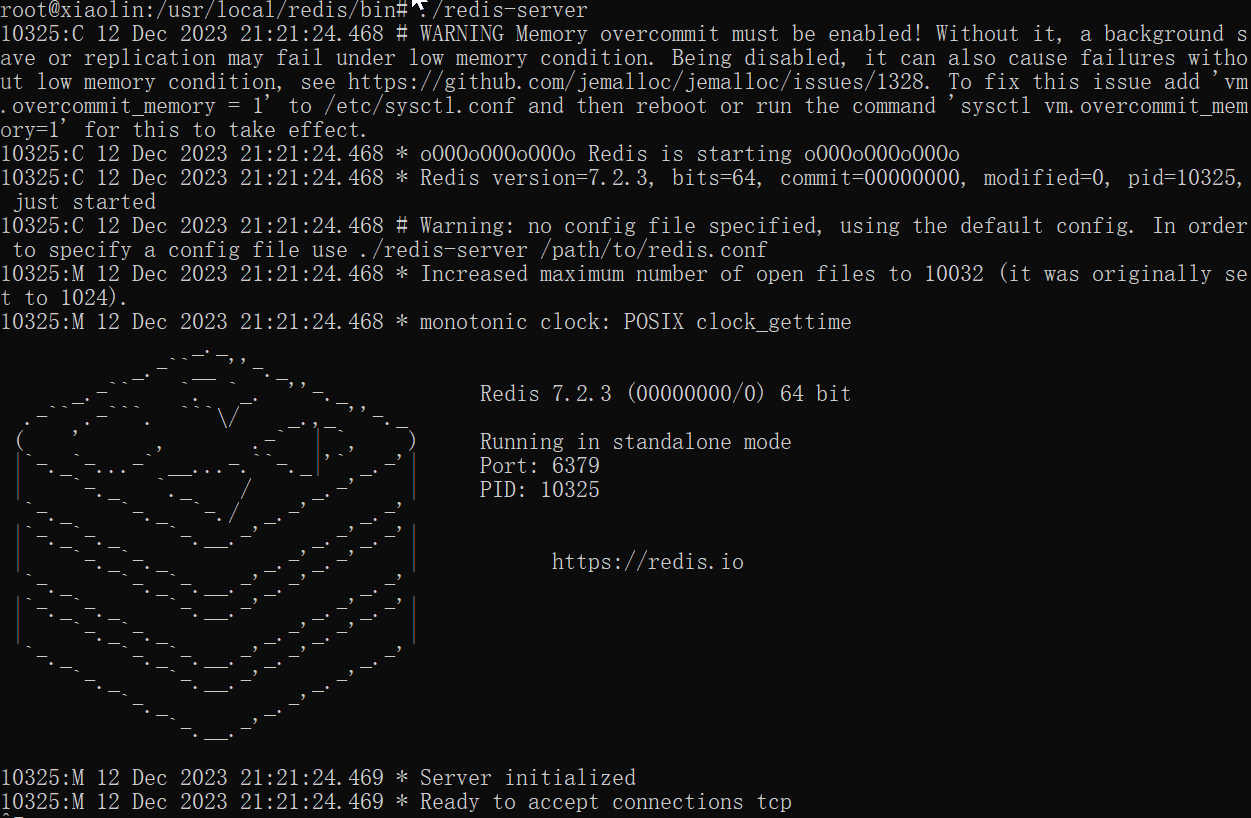 root@xiaolin:/usr/local/redis/bin# ./redis-server
10325:C 12 Dec 2023 21:21:24.468 # WARNING Memory overcommit must be enabled! Without it, a background s
ave or replication may fail under low memory condition. Being disabled, it can also cause failures witho
ut low memory condition, see https://github.com/jemalloc/jemalloc/issues/1328. To fix this issue add 'vm
.overcommit_memory = 1' to /etc/sysctl.conf and then reboot or run the command 'sysctl vm.overcommit_mem
ory=1' for this to take effect.
10325:C 12 Dec 2023 21:21:24.468 * oO0OoO0OoO0Oo Redis is starting oO0OoO0OoO0Oo
10325:C 12 Dec 2023 21:21:24.468 * Redis version=7.2.3, bits=64, commit=00000000, modified=0, pid=10325,
just started
10325:C 12 Dec 2023 21:21:24.468 # Warning: no config file specified, using the default config. In order
to specify a config file use ./redis-server /path/to/redis.conf
10325:M 12 Dec 2023 21:21:24.468 * Increased maximum number of open files to 10032 (it was originally se
t to 1024).
10325:M 12 Dec 2023 21:21:24.468 * monotonic clock: POSIX clock_gettime
Redis 7.2.3 (00000000/0) 64 bit
Running in standalone mode
Port: 6379
PID: 10325
https://redis.io
10325:M 12 Dec 2023 21:21:24.469 * Server initialized
10325:M 12 Dec 2023 21:21:24.469 * Ready to accept connections tcp